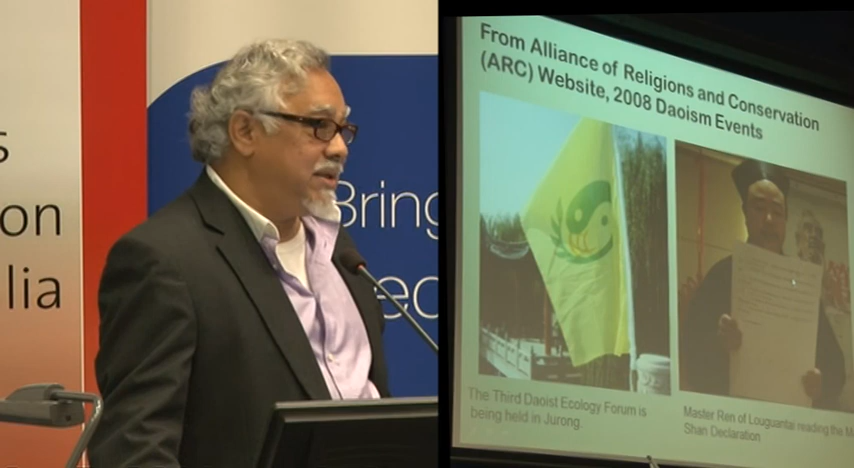 on
lia
Bring
From Alliance of Religions and Conservation
(ARC) Website, 2008 Daoism Events
The Third Daoist Ecology Forum is
being held in Jurong.
Master Ren of Louguantai reading the M
Shan Declaration